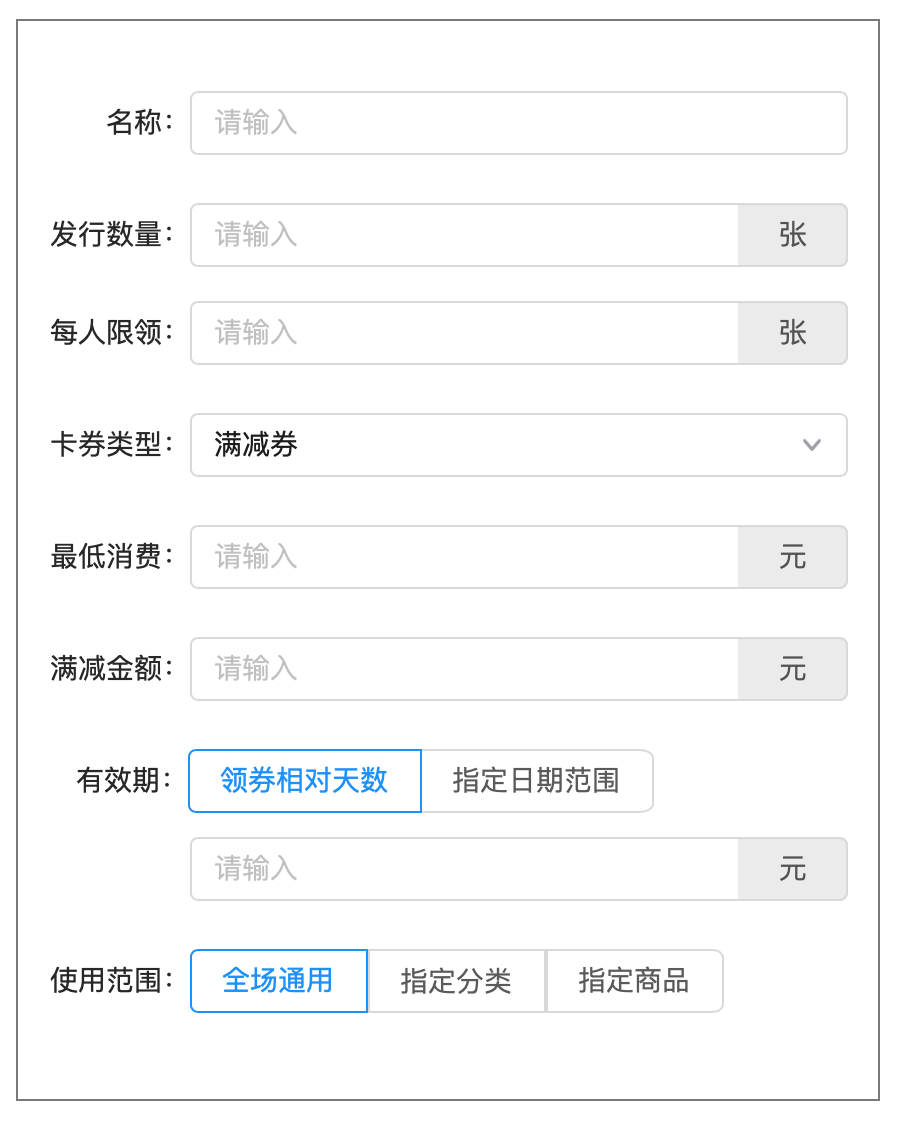 名称: 请输入
发行数量: 请输入 张
每人限领: 请输入 张
卡券类型: 满减券
最低消费: 请输入 元
满减金额: 请输入 元
有效期: 领券相对天数 指定日期范围
请输入 元
使用范围: 全场通用 指定分类 指定商品